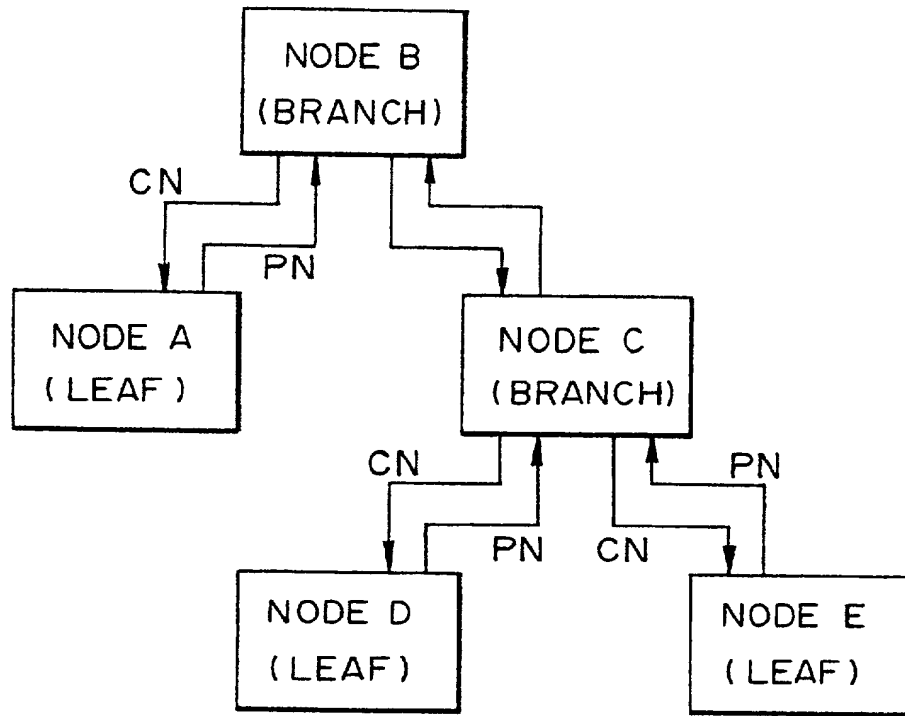 NODE B
(BRANCH)
CN
PN
NODE A
(LEAF)
NODE C
(BRANCH)
CN
PN
PN
CN
NODE D
(LEAF)
NODE E
(LEAF)